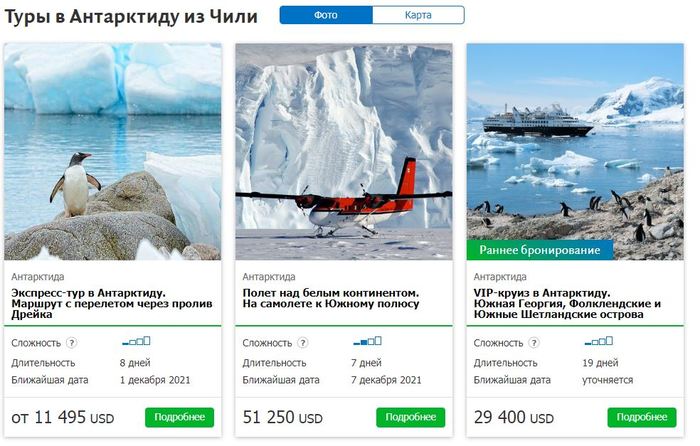 Туры в Антарктиду из Чили
Фото
Карта
Антарктида
Экспресс-тур в Антарктиду.
Маршрут с перелетом через пролив
Дрейка
Сложность ?
Длительность 8 дней
Ближайшая дата 1 декабря 2021
от 11 495 USD
Подробнее
Антарктида
Полет над белым континентом.
На самолете к Южному полюсу
Сложность ?
Длительность 7 дней
Ближайшая дата 7 декабря 2021
51 250 USD
Подробнее
Раннее бронирование
Антарктида
VIP-круиз в Антарктиду.
Южная Георгия, Фолклендские и
Южные Шетландские острова
Сложность ?
Длительность 19 дней
Ближайшая дата уточняется
29 400 USD
Подробнее